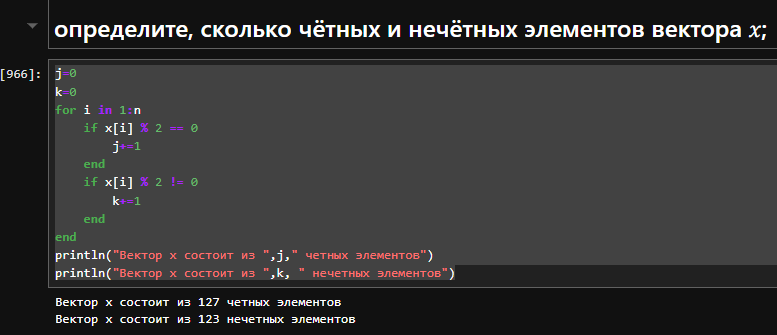 определите, сколько чётных и нечётных элементов вектора x;
[966]:
j=0
k=0
for i in 1:n
    if x[i] % 2 == 0
        j+=1
    end
    if x[i] % 2 != 0
        k+=1
    end
end
println("Вектор x состоит из ",j," четных элементов")
println("Вектор x состоит из ",k, " нечетных элементов")
Вектор x состоит из 127 четных элементов
Вектор x состоит из 123 нечетных элементов